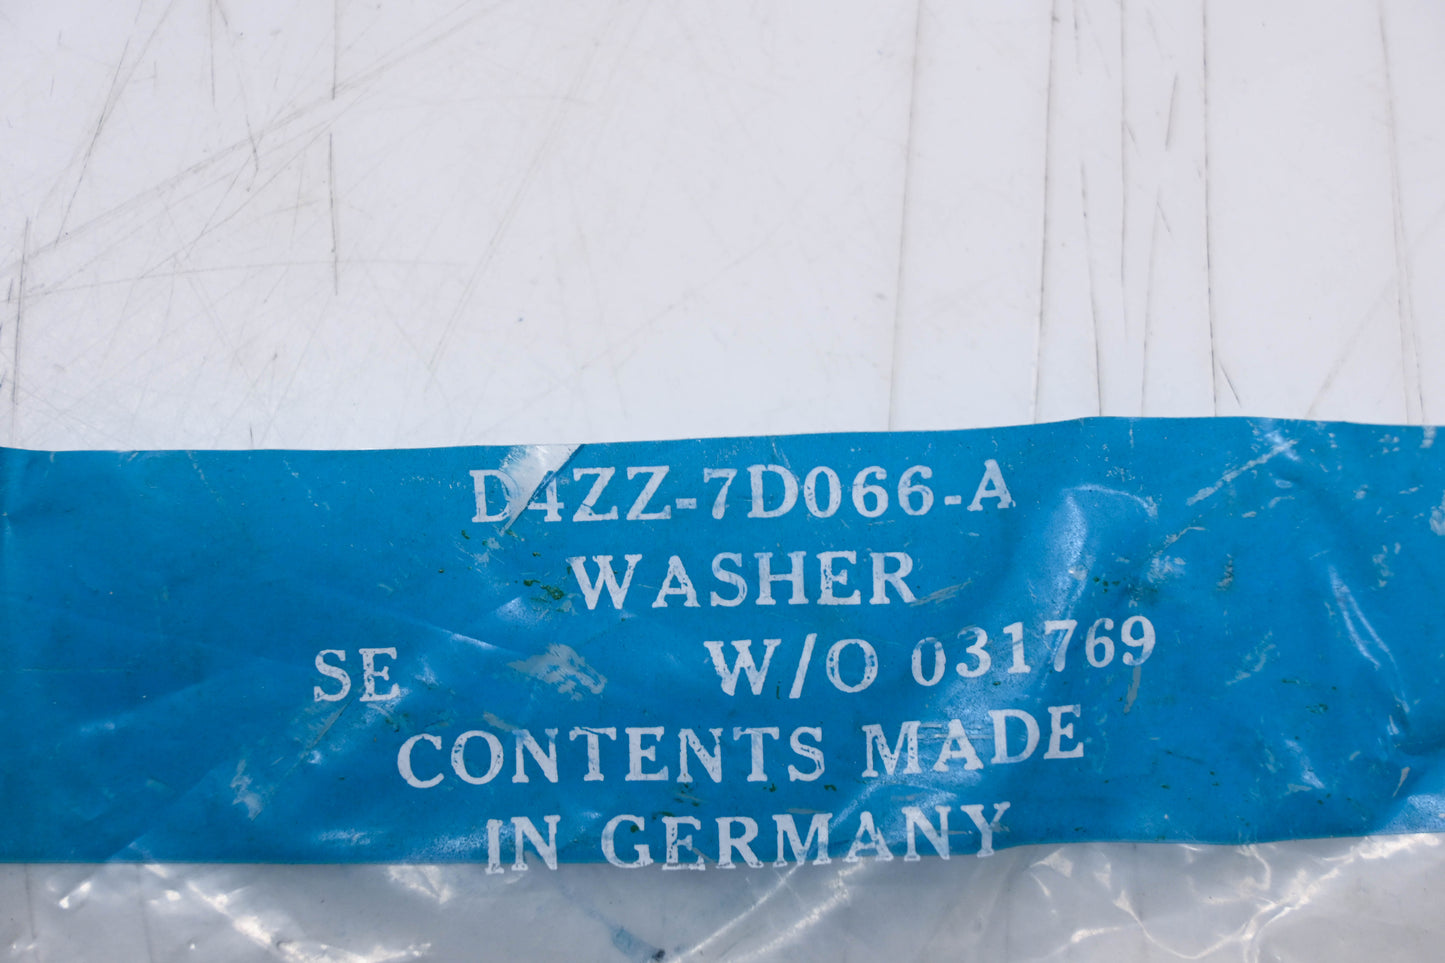 D4ZZ-7D066-A
WASHER
SE W/O 031769
CONTENTS MADE
IN GERMANY